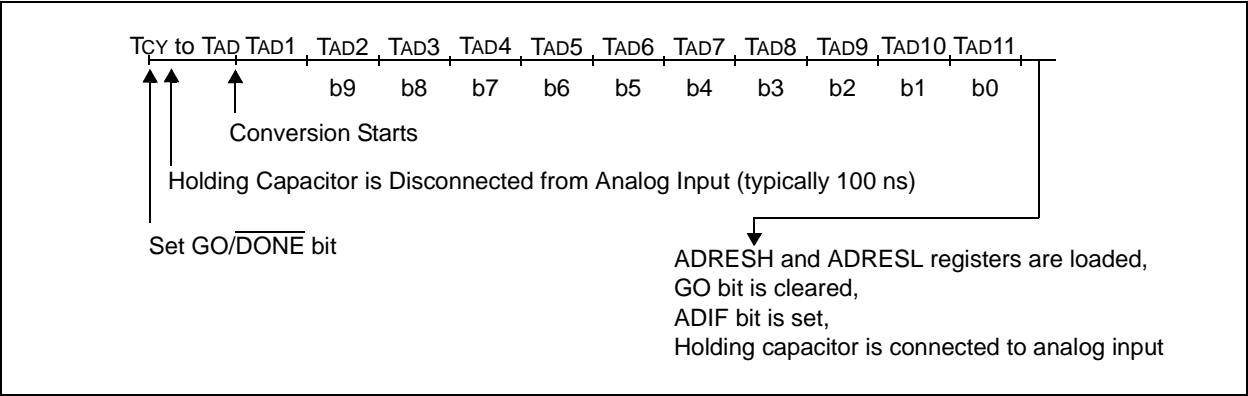 TCY to TAD TAD1 TAD2 TAD3 TAD4 TAD5 TAD6 TAD7 TAD8 TAD9 TAD10 TAD11
b9 b8 b7 b6 b5 b4 b3 b2 b1 b0
Conversion Starts
Holding Capacitor is Disconnected from Analog Input (typically 100 ns)
Set GO/DONE bit
ADRESH and ADRESL registers are loaded,
GO bit is cleared,
ADIF bit is set,
Holding capacitor is connected to analog input